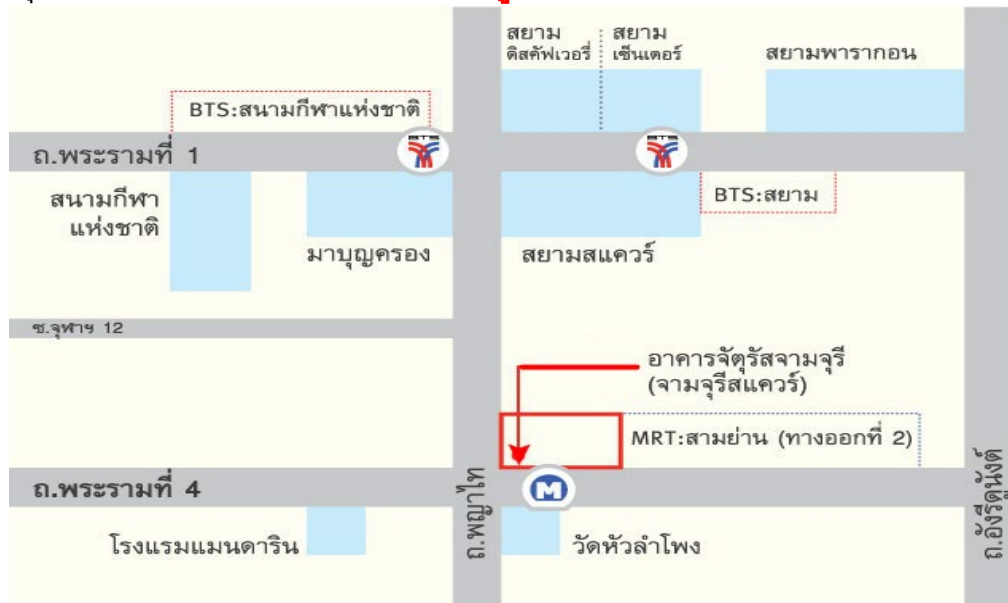 สยาม
ดิสคัฟเวอรี่
สยาม
เซ็นเตอร์
สยามพารากอน
BTS:สนามกีฬาแห่งชาติ
BTS
BTS
ถ.พระรามที่ 1
สนามกีฬา
แห่งชาติ
มาบุญครอง
สยามสแควร์
BTS:สยาม
ซ.จุฬาฯ 12
อาคารจัตุรัสจามจุรี
(จามจุรีสแควร์)
MRT:สามย่าน (ทางออกที่ 2)
ถ.พระรามที่ 4
M
ถ.พญาไท
ถ.อังรีดูนังต์
โรงแรมแมนดาริน
วัดหัวลำโพง